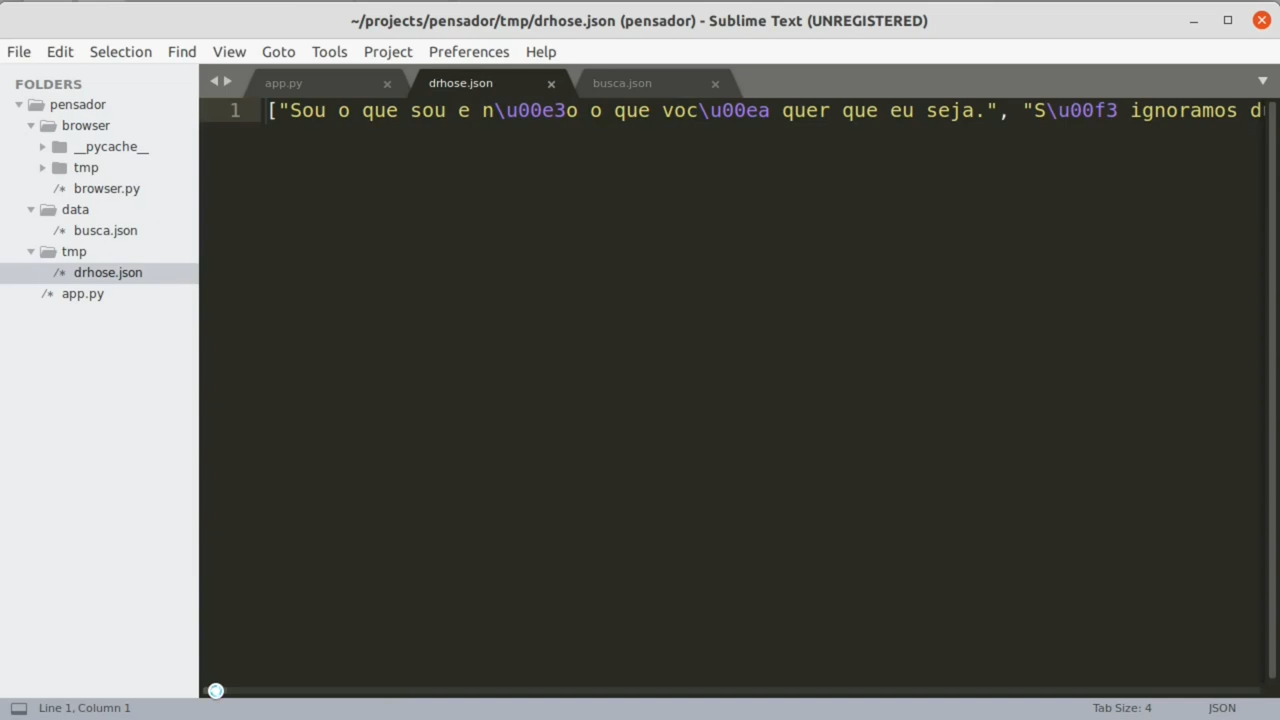 ~/projects/pensador/tmp/drhose.json (pensador) - Sublime Text (UNREGISTERED)
File Edit Selection Find View Goto Tools Project Preferences Help
FOLDERS
pensador
browser
__pycache__
tmp
/* browser.py
data
/* busca.json
tmp
/* drhose.json
/* app.py
app.py drhose.json busca.json
1 ["Sou o que sou e n\u00e3o o que voc\u00ea quer que eu seja.", "S\u00f3 ignoramos
Line 1, Column 1 Tab Size: 4 JSON